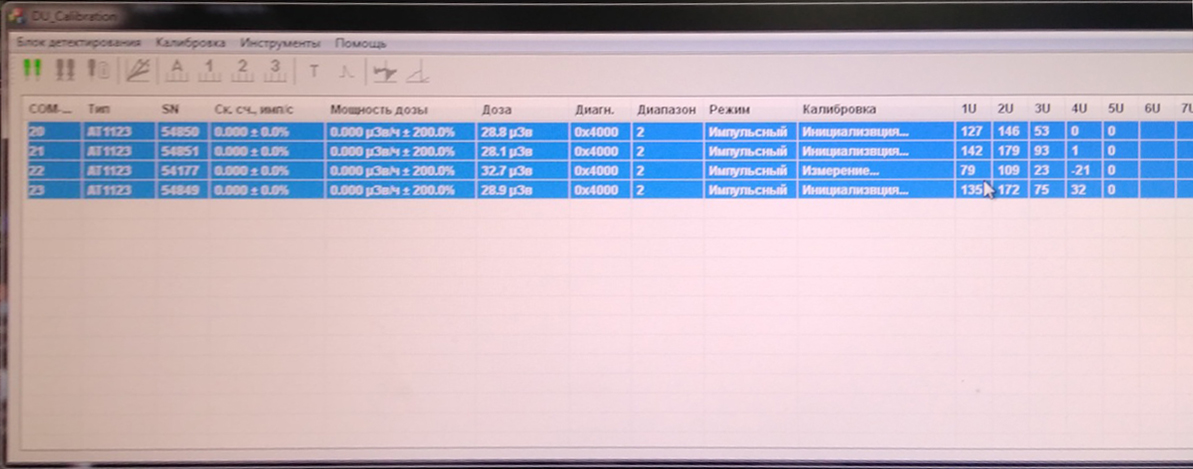 DU_Calibration
Блок детектирования Калибровка Инструменты Помощь
A 1 2 3 T
COM-... Тип SN Ск. сч., имп/с Мощность дозы Доза Диагн. Диапазон Режим Калибровка 1U 2U 3U 4U 5U 6U 7U
20 AT1123 54850 0.000 ± 0.0% 0.000 µЗв/ч ± 200.0% 28.8 µЗв 0x4000 2 Импульсный Инициализация... 127 146 53 0 0
21 AT1123 54851 0.000 ± 0.0% 0.000 µЗв/ч ± 200.0% 28.1 µЗв 0x4000 2 Импульсный Инициализация... 142 179 93 1 0
22 AT1123 54177 0.000 ± 0.0% 0.000 µЗв/ч ± 200.0% 32.7 µЗв 0x4000 2 Импульсный Измерение... 79 109 23 -21 0
23 AT1123 54849 0.000 ± 0.0% 0.000 µЗв/ч ± 200.0% 28.9 µЗв 0x4000 2 Импульсный Инициализация... 135 172 75 32 0